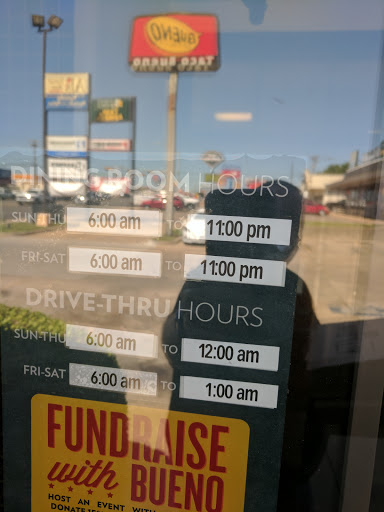 BUENO
Taco Bueno
DINING ROOM HOURS
SUN-THU 6:00 am TO 11:00 pm
FRI-SAT 6:00 am TO 11:00 pm
DRIVE-THRU HOURS
SUN-THU 6:00 am TO 12:00 am
FRI-SAT 6:00 am TO 1:00 am
FUNDRAISE
with BUENO
HOST AN EVENT WITH
DONATE